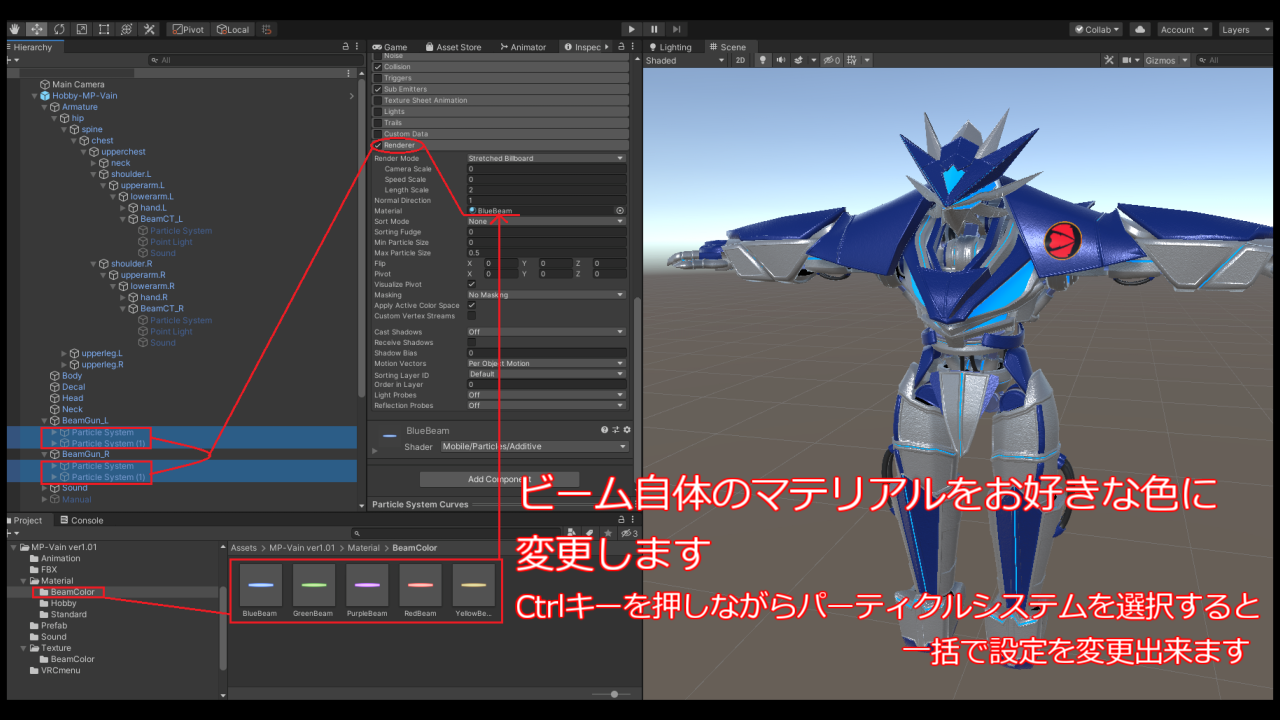 Pivot
Local
Collab
Account
Layers
Hierarchy
All
Main Camera
Hobby-MP-Vain
Armature
hip
spine
chest
upperchest
neck
shoulder.L
upperarm.L
lowerarm.L
hand.L
BeamCT_L
Particle System
Point Light
Sound
shoulder.R
upperarm.R
lowerarm.R
hand.R
BeamCT_R
Particle System
Point Light
Sound
upperleg.L
upperleg.R
Body
Decal
Head
Neck
BeamGun_L
Particle System
Particle System (1)
BeamGun_R
Particle System
Particle System (1)
Sound
Manual
Game
Asset Store
Animator
Inspec
Noise
Collision
Triggers
Sub Emitters
Texture Sheet Animation
Lights
Trails
Custom Data
Renderer
Render Mode Stretched Billboard
Camera Scale 0
Speed Scale 0
Length Scale 2
Normal Direction 1
Material BlueBeam
Sort Mode None
Sorting Fudge 0
Min Particle Size 0
Max Particle Size 0.5
Flip X 0 Y 0 Z 0
Pivot X 0 Y 0 Z 0
Visualize Pivot
Masking No Masking
Apply Active Color Space
Custom Vertex Streams
Cast Shadows Off
Receive Shadows
Shadow Bias 0
Motion Vectors Per Object Motion
Sorting Layer ID Default
Order in Layer 0
Light Probes Off
Reflection Probes Off
BlueBeam
Shader Mobile/Particles/Additive
Add Component
Particle System Curves
Lighting
Scene
Shaded
2D
0
Gizmos
All
Project
Console
3
MP-Vain ver1.01
Animation
FBX
Material
BeamColor
Hobby
Standard
Prefab
Sound
Texture
BeamColor
VRCmenu
Assets > MP-Vain ver1.01 > Material > BeamColor
BlueBeam
GreenBeam
PurpleBeam
RedBeam
YellowBe...
ビーム自体のマテリアルをお好きな色に
変更します
Ctrlキーを押しながらパーティクルシステムを選択すると
一括で設定を変更出来ます